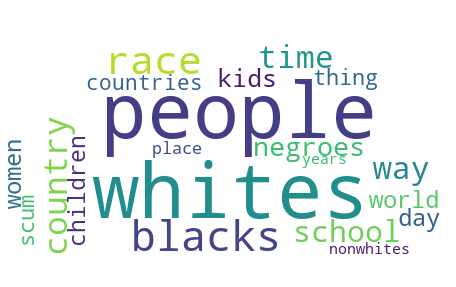 race
time
countries
kids
thing
people
country
women
scum
children
place
negroes
years
whites
way
world
blacks
school
day
nonwhites